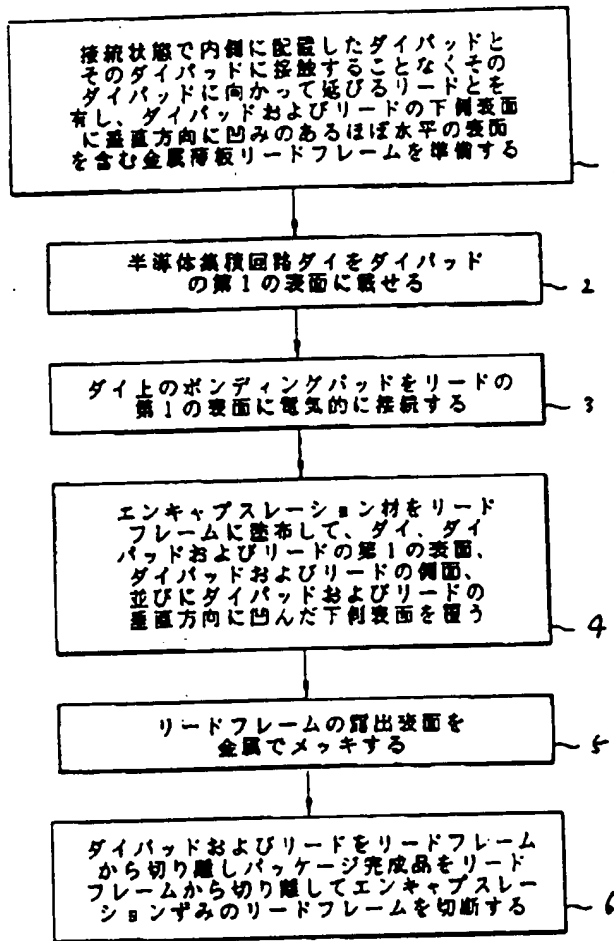 接続状態で内側に配置したダイパッドと
そのダイパッドに接触することなくその
ダイパッドに向かって延びるリードとを
有し、ダイパッドおよびリードの下側表面
に垂直方向に凹みのあるほぼ水平の表面
を含む金属薄板リードフレームを準備する
半導体集積回路ダイをダイパッド
の第1の表面に載せる
2
ダイ上のボンディングパッドをリードの
第1の表面に電気的に接続する
3
エンキャプスレーション材をリード
フレームに塗布して、ダイ、ダイ
パッドおよびリードの第1の表面、
ダイパッドおよびリードの側面、
並びにダイパッドおよびリードの
垂直方向に凹んだ下側表面を覆う
4
リードフレームの露出表面を
金属でメッキする
5
ダイパッドおよびリードをリードフレーム
から切り離しパッケージ完成品をリード
フレームから切り離してエンキャプスレー
ションずみのリードフレームを切断する
6